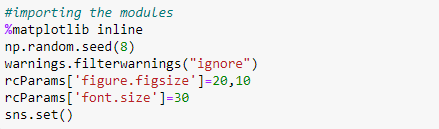 #importing the modules
%matplotlib inline
np.random.seed(8)
warnings.filterwarnings("ignore")
rcParams['figure.figsize']=20,10
rcParams['font.size']=30
sns.set()